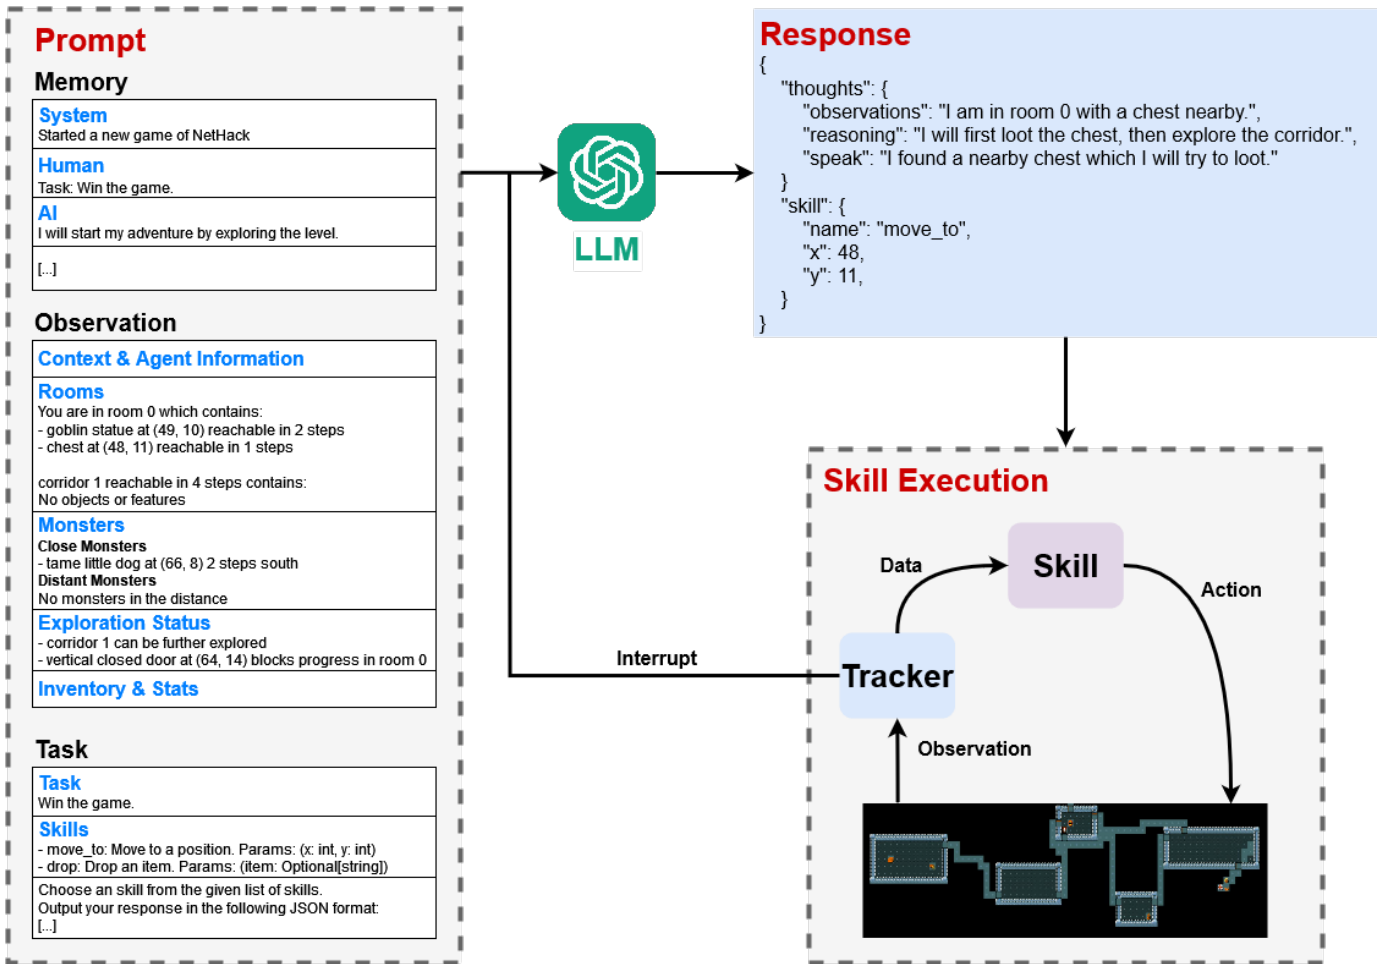 Prompt
Memory
System
Started a new game of NetHack
Human
Task: Win the game.
AI
I will start my adventure by exploring the level.
[...]
Observation
Context & Agent Information
Rooms
You are in room 0 which contains:
- goblin statue at (49, 10) reachable in 2 steps
- chest at (48, 11) reachable in 1 steps
corridor 1 reachable in 4 steps contains:
No objects or features
Monsters
Close Monsters
- tame little dog at (66, 8) 2 steps south
Distant Monsters
No monsters in the distance
Exploration Status
- corridor 1 can be further explored
- vertical closed door at (64, 14) blocks progress in room 0
Inventory & Stats
Task
Task
Win the game.
Skills
- move_to: Move to a position. Params: (x: int, y: int)
- drop: Drop an item. Params: (item: Optional[string])
Choose an skill from the given list of skills.
Output your response in the following JSON format:
[...]
LLM
Response
{
"thoughts": {
"observations": "I am in room 0 with a chest nearby.",
"reasoning": "I will first loot the chest, then explore the corridor.",
"speak": "I found a nearby chest which I will try to loot."
}
"skill": {
"name": "move_to",
"x": 48,
"y": 11,
}
}
Skill Execution
Data
Skill
Action
Interrupt
Tracker
Observation